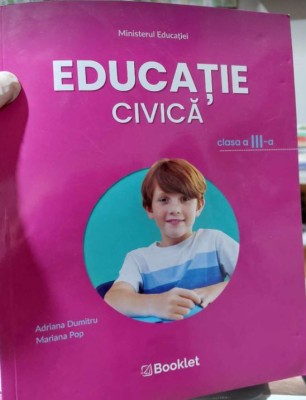 Ministerul Educației
EDUCAȚIE
CIVICĂ
clasa a III-a
Adriana Dumitru
Mariana Pop
Booklet